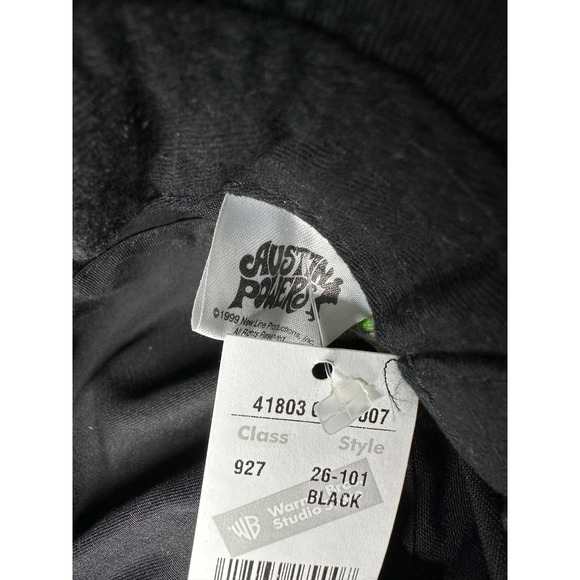 AUSTIN
POWERS
©1999 New Line Productions, Inc.
All Rights Reserved.
41803 007
Class Style
927 26-101
BLACK
WB
Studio